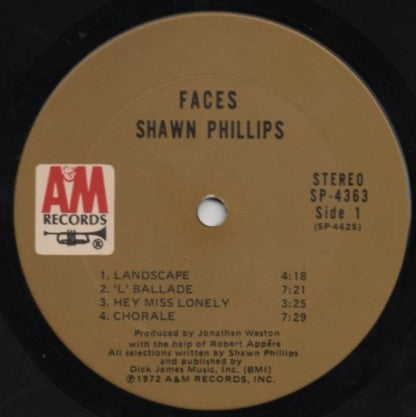 FACES
SHAWN PHILLIPS
A&M
RECORDS
®
STEREO
SP-4363
Side 1
(SP-4625)
1. LANDSCAPE 4:18
2. 'L' BALLADE 7:21
3. HEY MISS LONELY 3:25
4. CHORALE 7:29
Produced by Jonathan Weston
with the help of Robert Appère
All selections written by Shawn Phillips
and published by
Dick James Music, Inc. (BMI)
℗1972 A&M RECORDS, INC.